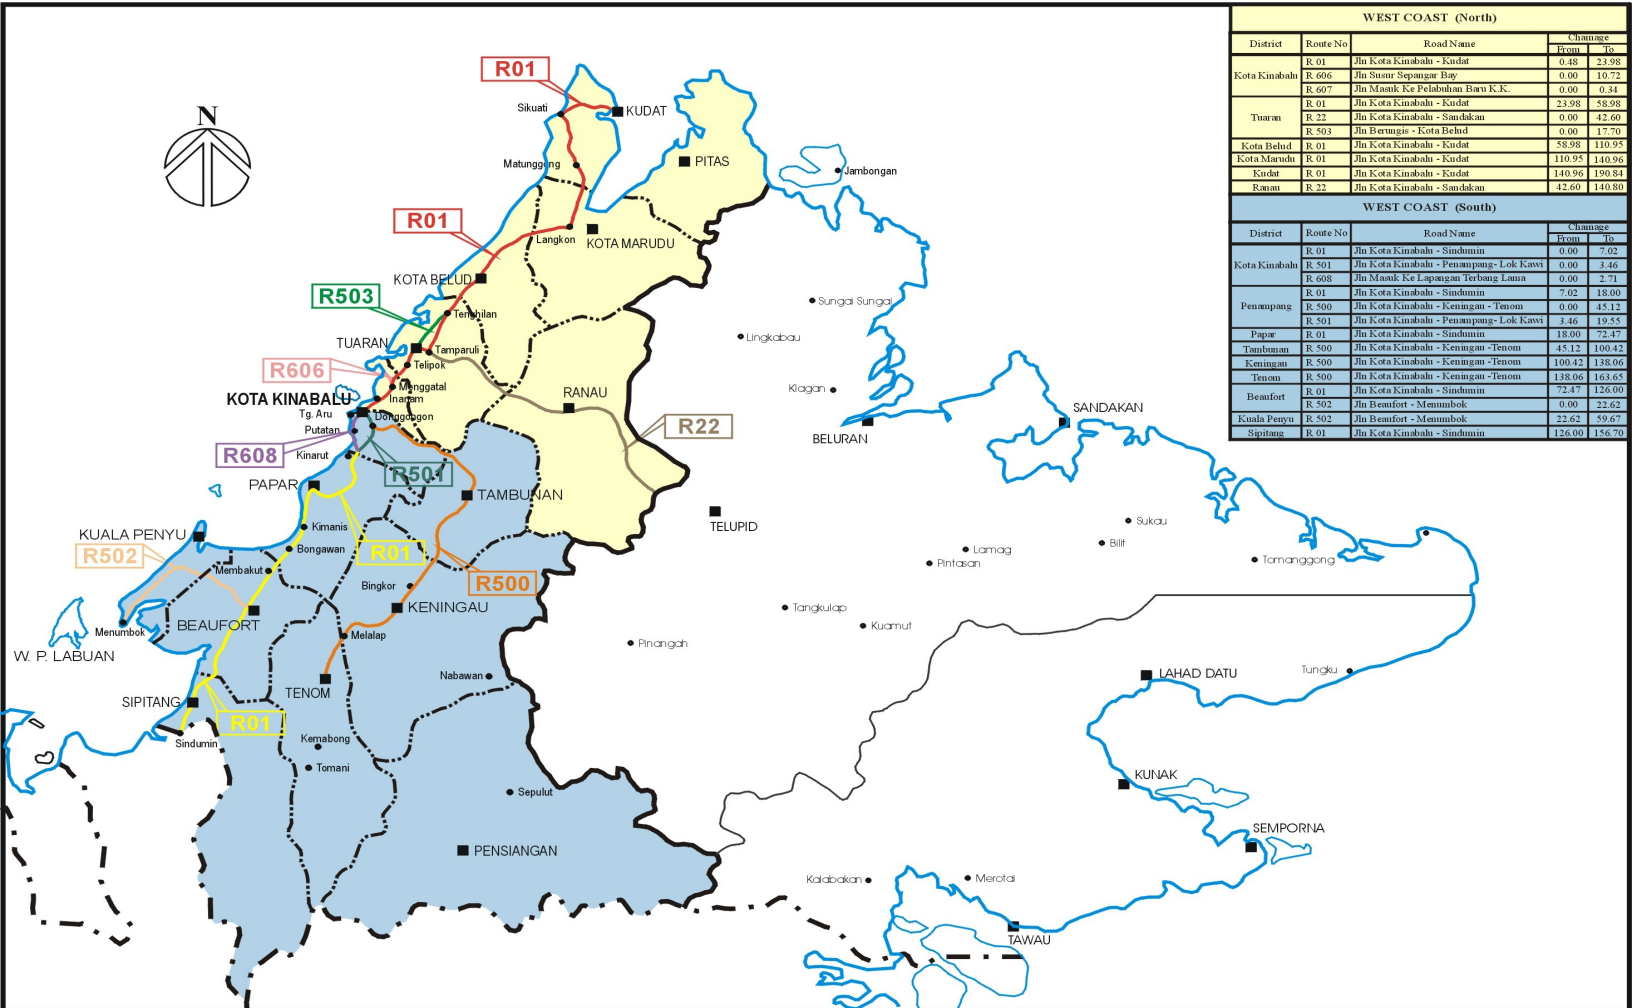 WEST COAST (North)
District Route No Road Name Chainage
From To
Kota Kinabalu R 01 Jln Kota Kinabalu - Kudat 0.48 23.98
R 606 Jln Susur Sepangar Bay 0.00 10.72
R 607 Jln Masuk Ke Pelabuhan Baru K.K. 0.00 0.34
Tuaran R 01 Jln Kota Kinabalu - Kudat 23.98 58.98
R 22 Jln Kota Kinabalu - Sandakan 0.00 42.60
R 503 Jln Berungis - Kota Belud 0.00 17.70
Kota Belud R 01 Jln Kota Kinabalu - Kudat 58.98 110.95
Kota Marudu R 01 Jln Kota Kinabalu - Kudat 110.95 140.96
Kudat R 01 Jln Kota Kinabalu - Kudat 140.96 190.84
Ranau R 22 Jln Kota Kinabalu - Sandakan 42.60 140.80
WEST COAST (South)
District Route No Road Name Chainage
From To
Kota Kinabalu R 01 Jln Kota Kinabalu - Sindumin 0.00 7.02
R 501 Jln Kota Kinabalu - Penampang- Lok Kawi 0.00 3.46
R 608 Jln Masuk Ke Lapangan Terbang Lama 0.00 2.71
Penampang R 01 Jln Kota Kinabalu - Sindumin 7.02 18.00
R 500 Jln Kota Kinabalu - Keningau - Tenom 0.00 45.12
R 501 Jln Kota Kinabalu - Penampang- Lok Kawi 3.46 19.55
Papar R 01 Jln Kota Kinabalu - Sindumin 18.00 72.47
Tambunan R 500 Jln Kota Kinabalu - Keningau -Tenom 45.12 100.42
Keningau R 500 Jln Kota Kinabalu - Keningau -Tenom 100.42 138.06
Tenom R 500 Jln Kota Kinabalu - Keningau -Tenom 138.06 163.65
Beaufort R 01 Jln Kota Kinabalu - Sindumin 72.47 126.00
R 502 Jln Beaufort - Menumbok 0.00 22.62
Kuala Penyu R 502 Jln Beaufort - Menumbok 22.62 59.67
Sipitang R 01 Jln Kota Kinabalu - Sindumin 126.00 156.70
N
R01
Sikuati
KUDAT
Matunggong
PITAS
Jambongan
R01
Langkon
KOTA MARUDU
KOTA BELUD
R503
Tenghilan
Sungai Sungai
TUARAN
Tamparuli
Lingkabau
Telipok
R606
Menggatal
RANAU
Klagan
KOTA KINABALU
Inanam
Tg. Aru
Donggongon
SANDAKAN
Putatan
R22
BELURAN
R608
Kinarut
R501
PAPAR
TAMBUNAN
TELUPID
Sukau
KUALA PENYU
Kimanis
Bilit
R502
Bongawan
R01
Lamag
Pintasan
Tomanggong
Membakut
Bingkor
R500
KENINGAU
Tangkulap
Menumbok
BEAUFORT
Melalap
Kuamut
Pinangah
W. P. LABUAN
Tungku
LAHAD DATU
Nabawan
TENOM
SIPITANG
R01
Sindumin
Kemabong
Tomani
KUNAK
Sepulut
SEMPORNA
PENSIANGAN
Kalabakan
Merotai
TAWAU